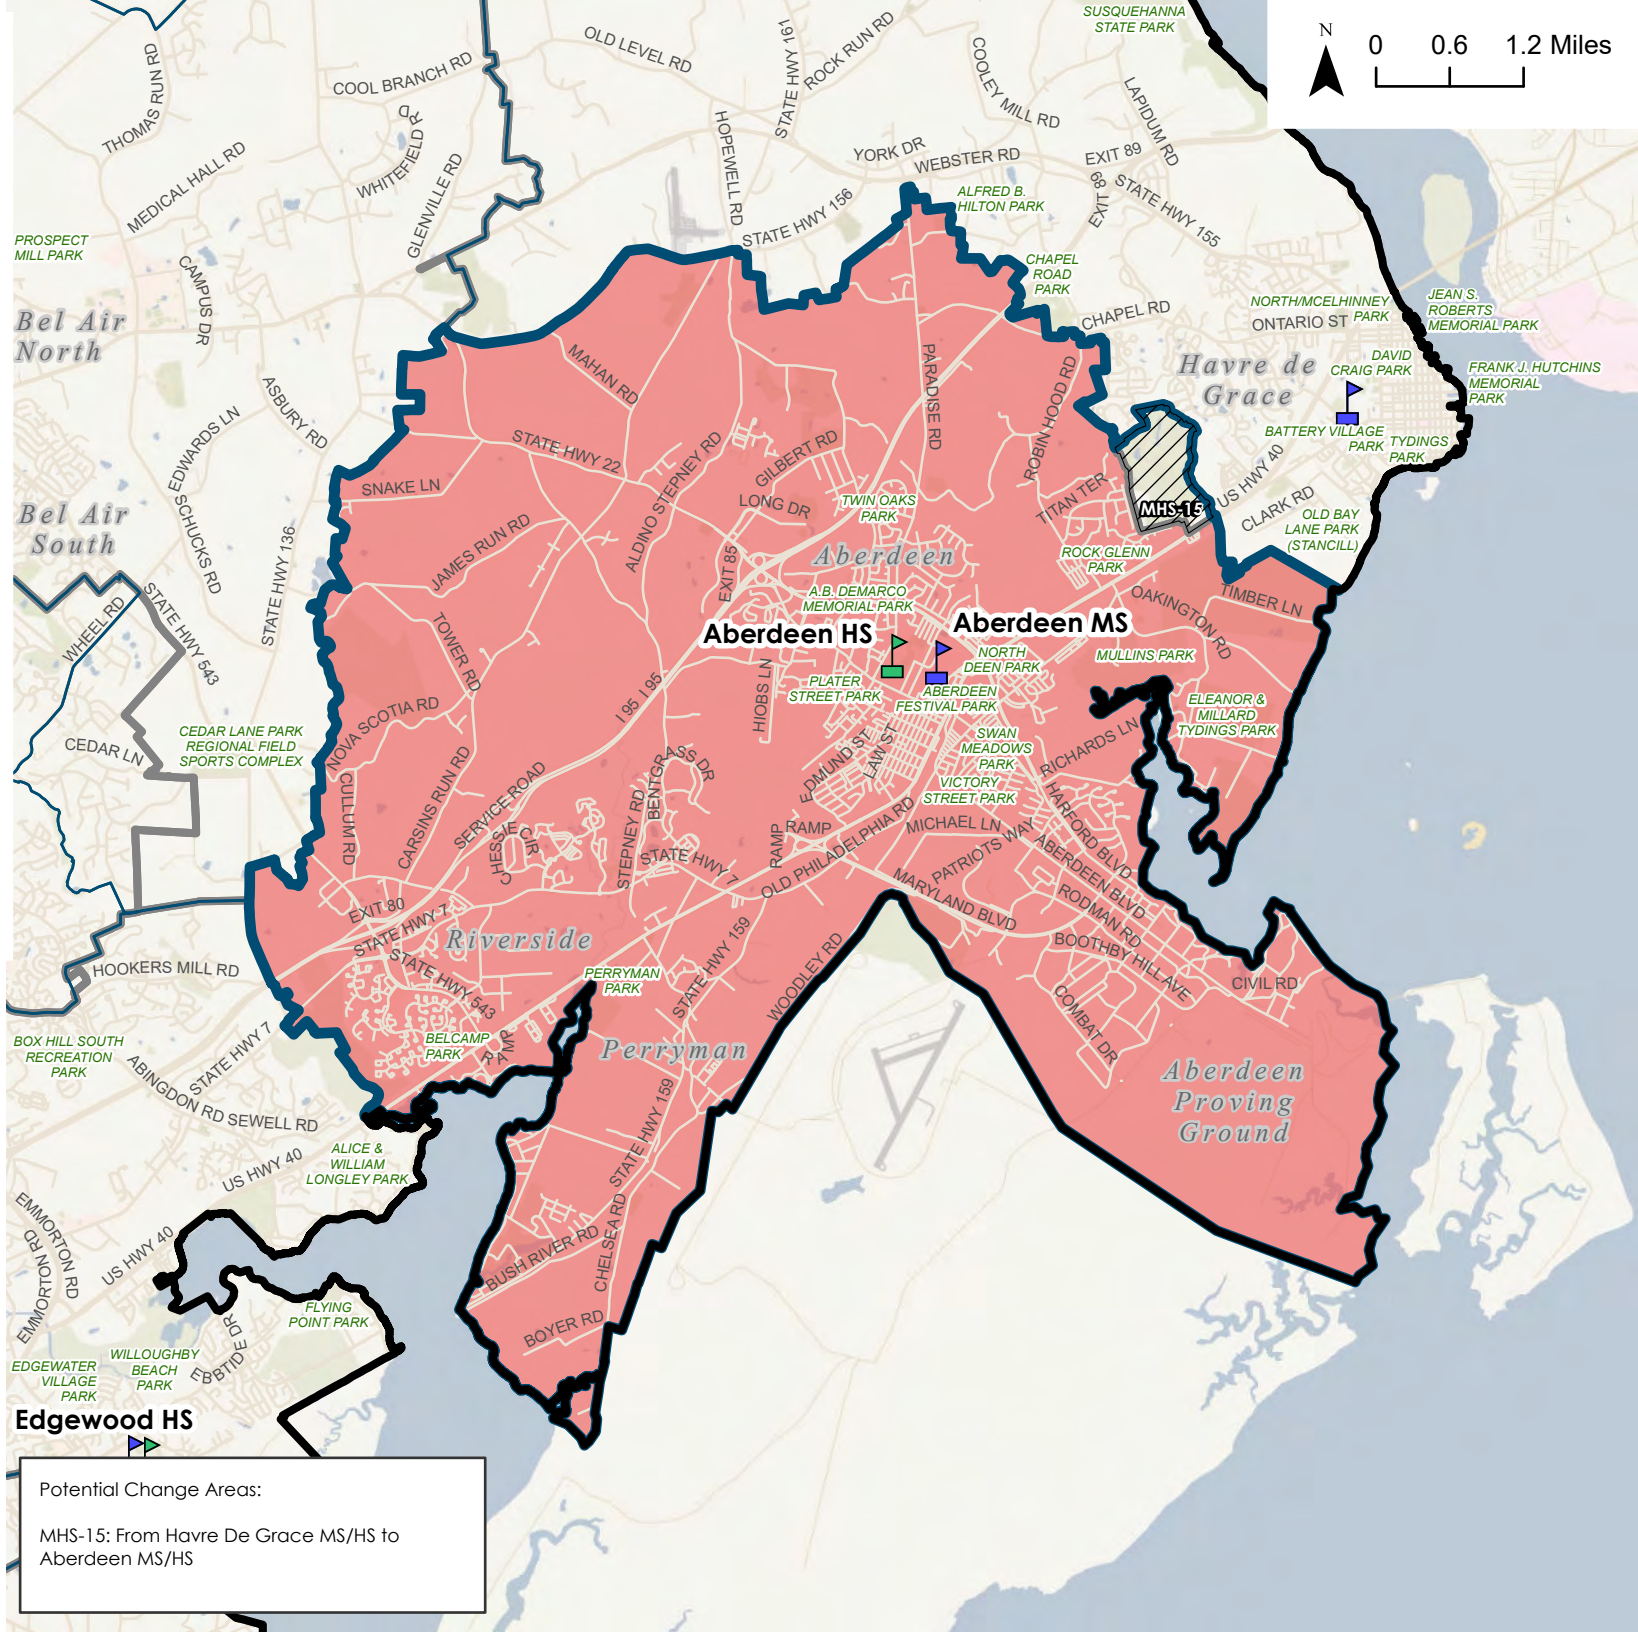 SUSQUEHANNA
STATE PARK
N
0 0.6 1.2 Miles
THOMAS RUN RD
COOL BRANCH RD
OLD LEVEL RD
STATE HWY 161
ROCK RUN RD
COOLEY MILL RD
LAPIDUM RD
MEDICAL HALL RD
WHITEFIELD RD
GLENVILLE RD
HOPEWELL RD
YORK DR
WEBSTER RD
EXIT 89
EXIT 89
STATE HWY 155
STATE HWY 156
ALFRED B.
HILTON PARK
PROSPECT
MILL PARK
CAMPUS DR
CHAPEL
ROAD
PARK
CHAPEL RD
NORTH/MCELHINNEY
PARK
ONTARIO ST
JEAN S.
ROBERTS
MEMORIAL PARK
Bel Air
North
Havre de
Grace
DAVID
CRAIG PARK
FRANK J. HUTCHINS
MEMORIAL
PARK
BATTERY VILLAGE
PARK
TYDINGS
PARK
MAHAN RD
PARADISE RD
ROBIN HOOD RD
ASBURY RD
EDWARDS LN
SCHUCKS RD
STATE HWY 22
ALDINO STEPNEY RD
GILBERT RD
LONG DR
SNAKE LN
TWIN OAKS
PARK
TITAN TER
MHS-15
US HWY 40
CLARK RD
OLD BAY
LANE PARK
(STANCILL)
Bel Air
South
JAMES RUN RD
STATE HWY 136
EXIT 85
Aberdeen
ROCK GLENN
PARK
A.B. DEMARCO
MEMORIAL PARK
OAKINGTON RD
TIMBER LN
WHEEL RD
STATE HWY 543
TOWER RD
Aberdeen HS
Aberdeen MS
NORTH
DEEN PARK
MULLINS PARK
PLATER
STREET PARK
ABERDEEN
FESTIVAL PARK
ELEANOR &
MILLARD
TYDINGS PARK
HIOBS LN
I 95 I 95
NOVA SCOTIA RD
CEDAR LN
CEDAR LANE PARK
REGIONAL FIELD
SPORTS COMPLEX
SWAN
MEADOWS
PARK
RICHARDS LN
EDMUND ST
LAW ST
VICTORY
STREET PARK
BENTGRASS DR
CULLUM RD
CARSINS RUN RD
SERVICE ROAD
CHESSIE CIR
STEPNEY RD
STATE HWY 7
RAMP
RAMP
OLD PHILADELPHIA RD
MICHAEL LN
PATRIOTS WAY
HARFORD BLVD
ABERDEEN BLVD
RODMAN RD
MARYLAND BLVD
EXIT 80
STATE HWY 7
Riverside
STATE HWY 543
STATE HWY 159
WOODLEY RD
BOOTHBY HILL AVE
CIVIL RD
COMBAT DR
HOOKERS MILL RD
PERRYMAN
PARK
BOX HILL SOUTH
RECREATION
PARK
STATE HWY 7
BELCAMP
PARK
RAMP
Perryman
ABINGDON RD
SEWELL RD
Aberdeen
Proving
Ground
STATE HWY 159
US HWY 40
ALICE &
WILLIAM
LONGLEY PARK
EMMORTON RD
EMMORTON RD
US HWY 40
CHELSEA RD
BUSH RIVER RD
BOYER RD
FLYING
POINT PARK
EBBTIDE DR
EDGEWATER
VILLAGE
PARK
WILLOUGHBY
BEACH
PARK
Edgewood HS
Potential Change Areas:
MHS-15: From Havre De Grace MS/HS to
Aberdeen MS/HS